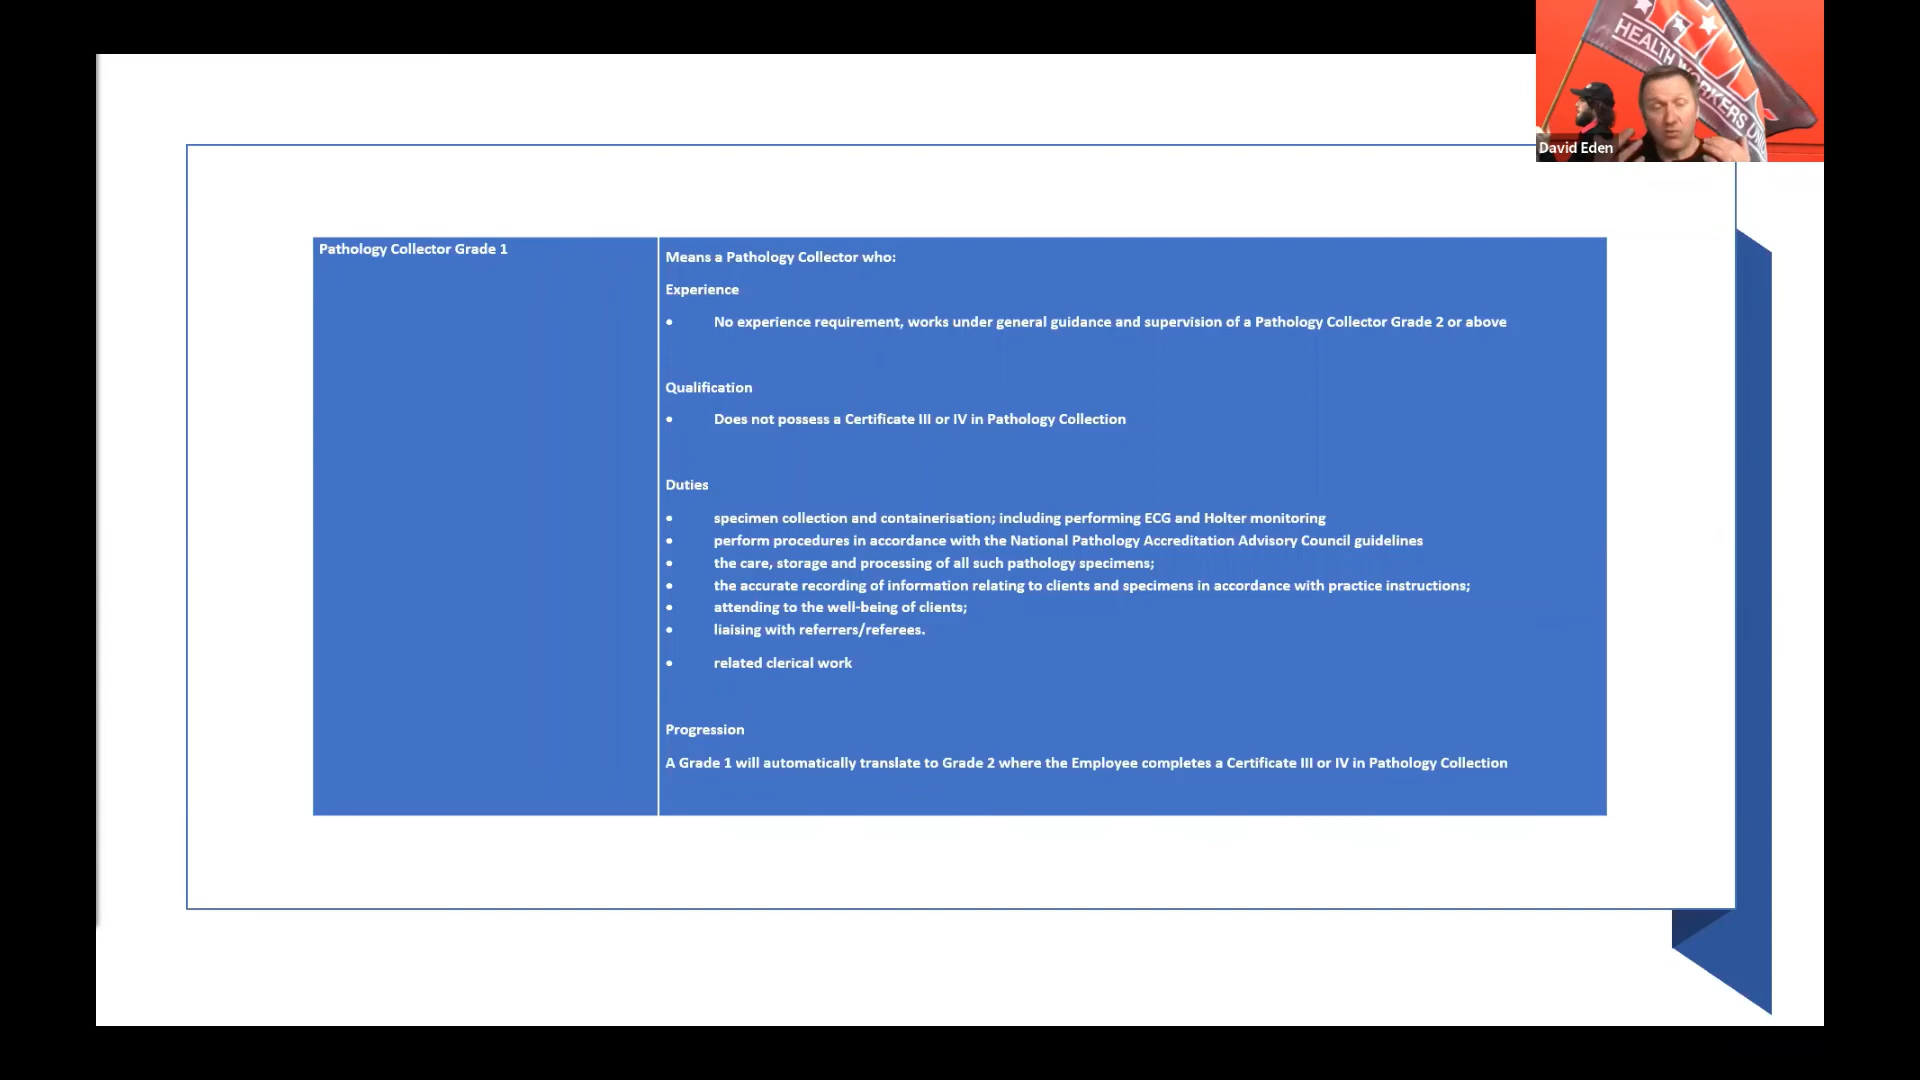 HEALTH WORKERS UNI
David Eden
Pathology Collector Grade 1
Means a Pathology Collector who:
Experience
• No experience requirement, works under general guidance and supervision of a Pathology Collector Grade 2 or above
Qualification
• Does not possess a Certificate III or IV in Pathology Collection
Duties
• specimen collection and containerisation; including performing ECG and Holter monitoring
• perform procedures in accordance with the National Pathology Accreditation Advisory Council guidelines
• the care, storage and processing of all such pathology specimens;
• the accurate recording of information relating to clients and specimens in accordance with practice instructions;
• attending to the well-being of clients;
• liaising with referrers/referees.
• related clerical work
Progression
A Grade 1 will automatically translate to Grade 2 where the Employee completes a Certificate III or IV in Pathology Collection